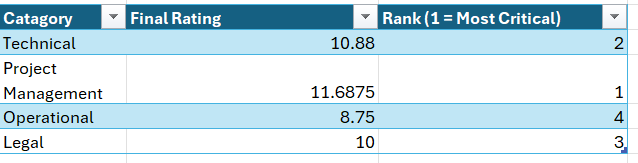 Catagory Final Rating Rank (1 = Most Critical)
Technical 10.88 2
Project
Management 11.6875 1
Operational 8.75 4
Legal 10 3